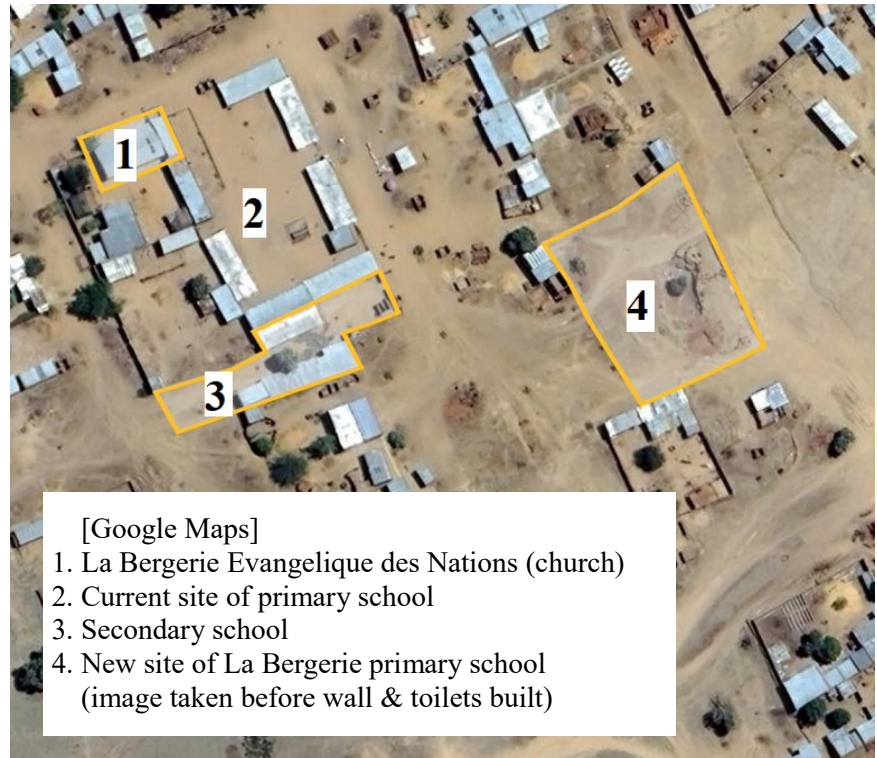 1
2
3
4
[Google Maps]
1. La Bergerie Evangelique des Nations (church)
2. Current site of primary school
3. Secondary school
4. New site of La Bergerie primary school
(image taken before wall & toilets built)